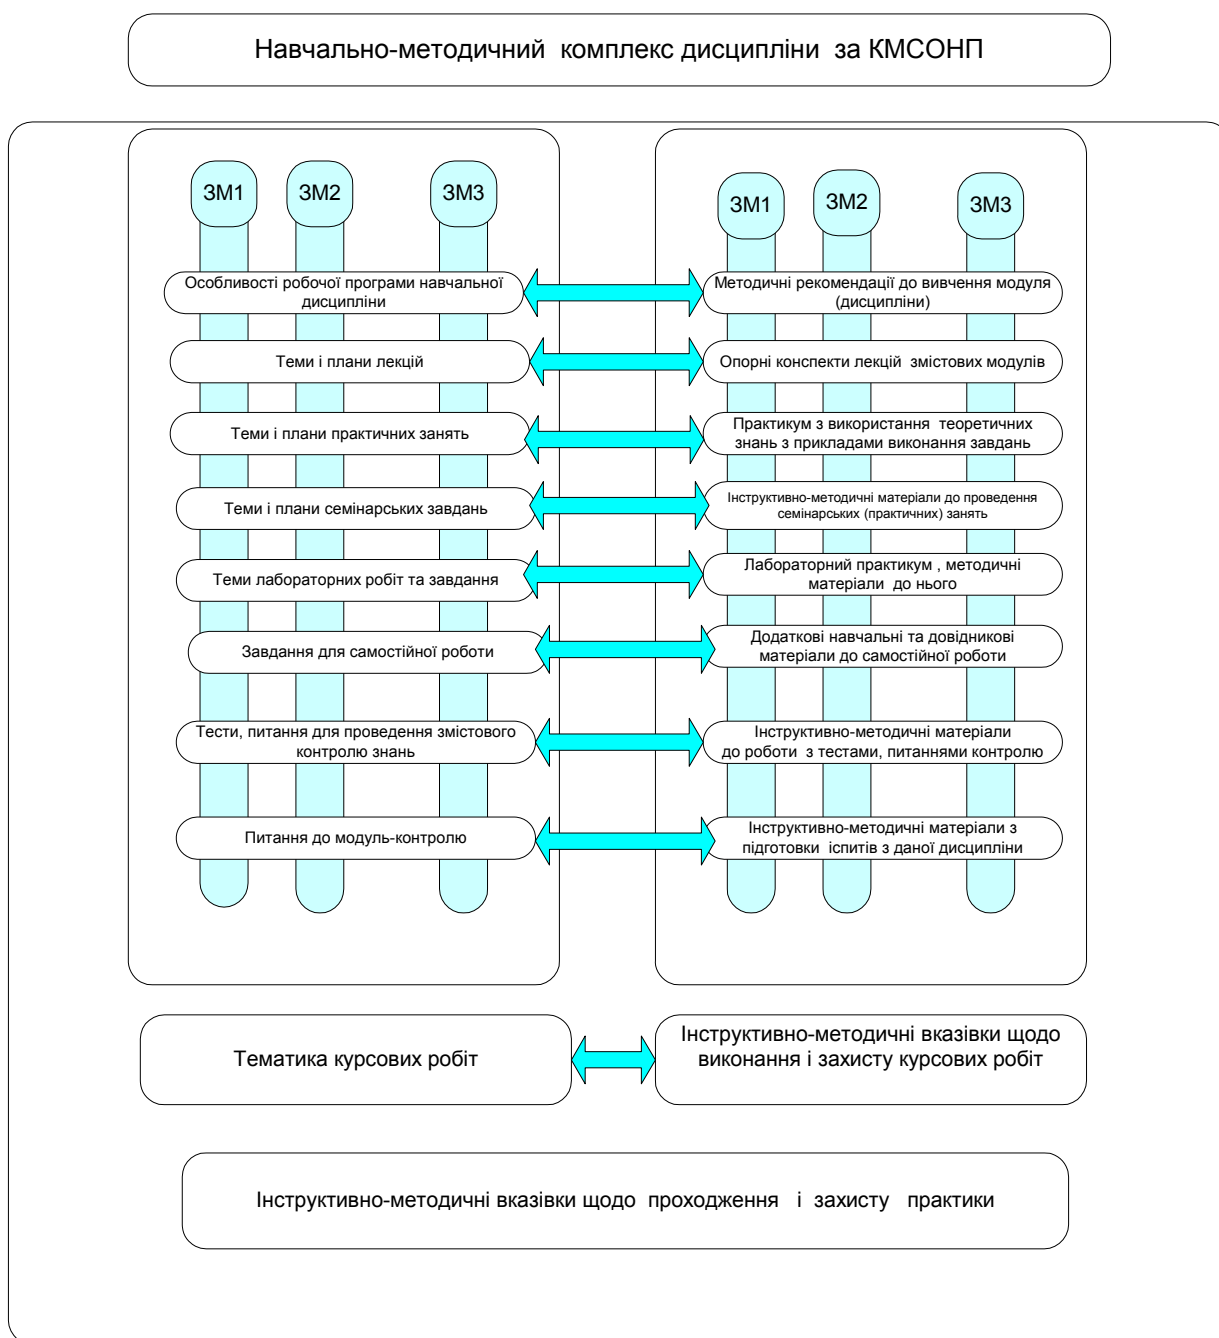 Навчально-методичний комплекс дисципліни за КМСОНП
ЗМ1
ЗМ2
ЗМ3
ЗМ1
ЗМ2
ЗМ3
Особливості робочої програми навчальної
дисципліни
Методичні рекомендації до вивчення модуля
(дисципліни)
Теми і плани лекцій
Опорні конспекти лекцій змістових модулів
Теми і плани практичних занять
Практикум з використання теоретичних
знань з прикладами виконання завдань
Теми і плани семінарських завдань
Інструктивно-методичні матеріали до проведення
семінарських (практичних) занять
Теми лабораторних робіт та завдання
Лабораторний практикум , методичні
матеріали до нього
Завдання для самостійної роботи
Додаткові навчальні та довідникові
матеріали до самостійної роботи
Тести, питання для проведення змістового
контролю знань
Інструктивно-методичні матеріали
до роботи з тестами, питаннями контролю
Питання до модуль-контролю
Інструктивно-методичні матеріали з
підготовки іспитів з даної дисципліни
Тематика курсових робіт
Інструктивно-методичні вказівки щодо
виконання і захисту курсових робіт
Інструктивно-методичні вказівки щодо проходження і захисту практики